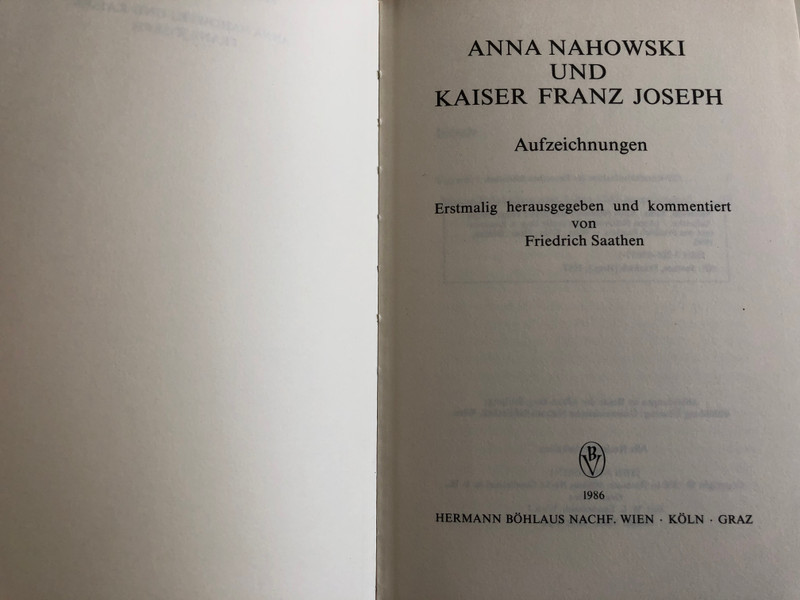 ANNA NAHOWSKI
UND
KAISER FRANZ JOSEPH
Aufzeichnungen
Erstmalig herausgegeben und kommentiert
von
Friedrich Saathen
BV
1986
HERMANN BÖHLAUS NACHF. WIEN · KÖLN · GRAZ